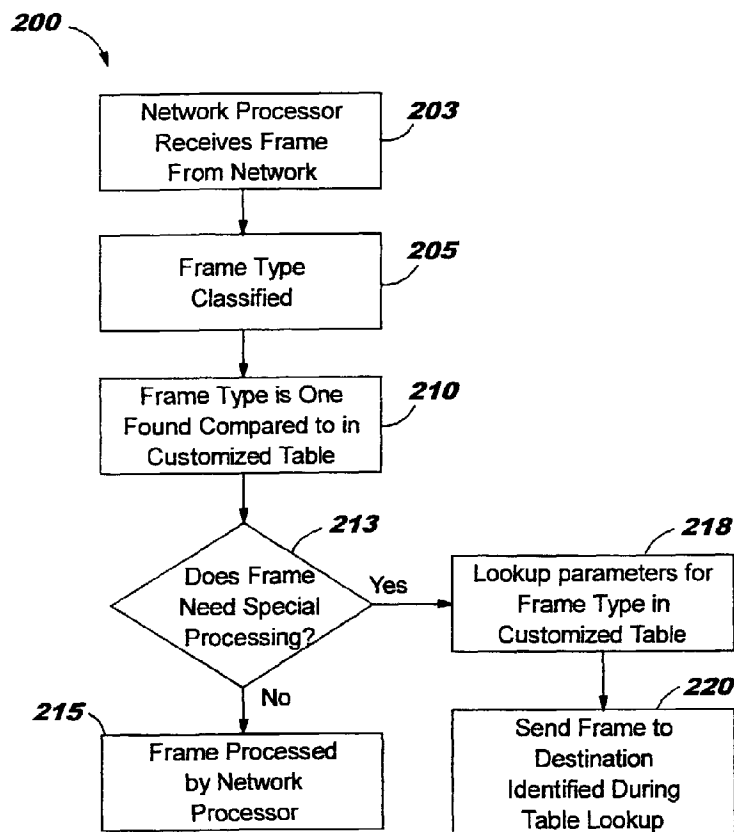 200
Network Processor
Receives Frame
From Network
203
Frame Type
Classified
205
Frame Type is One
Found Compared to in
Customized Table
210
213
Does Frame
Need Special
Processing?
Yes
218
Lookup parameters for
Frame Type in
Customized Table
No
215
Frame Processed
by Network
Processor
220
Send Frame to
Destination
Identified During
Table Lookup